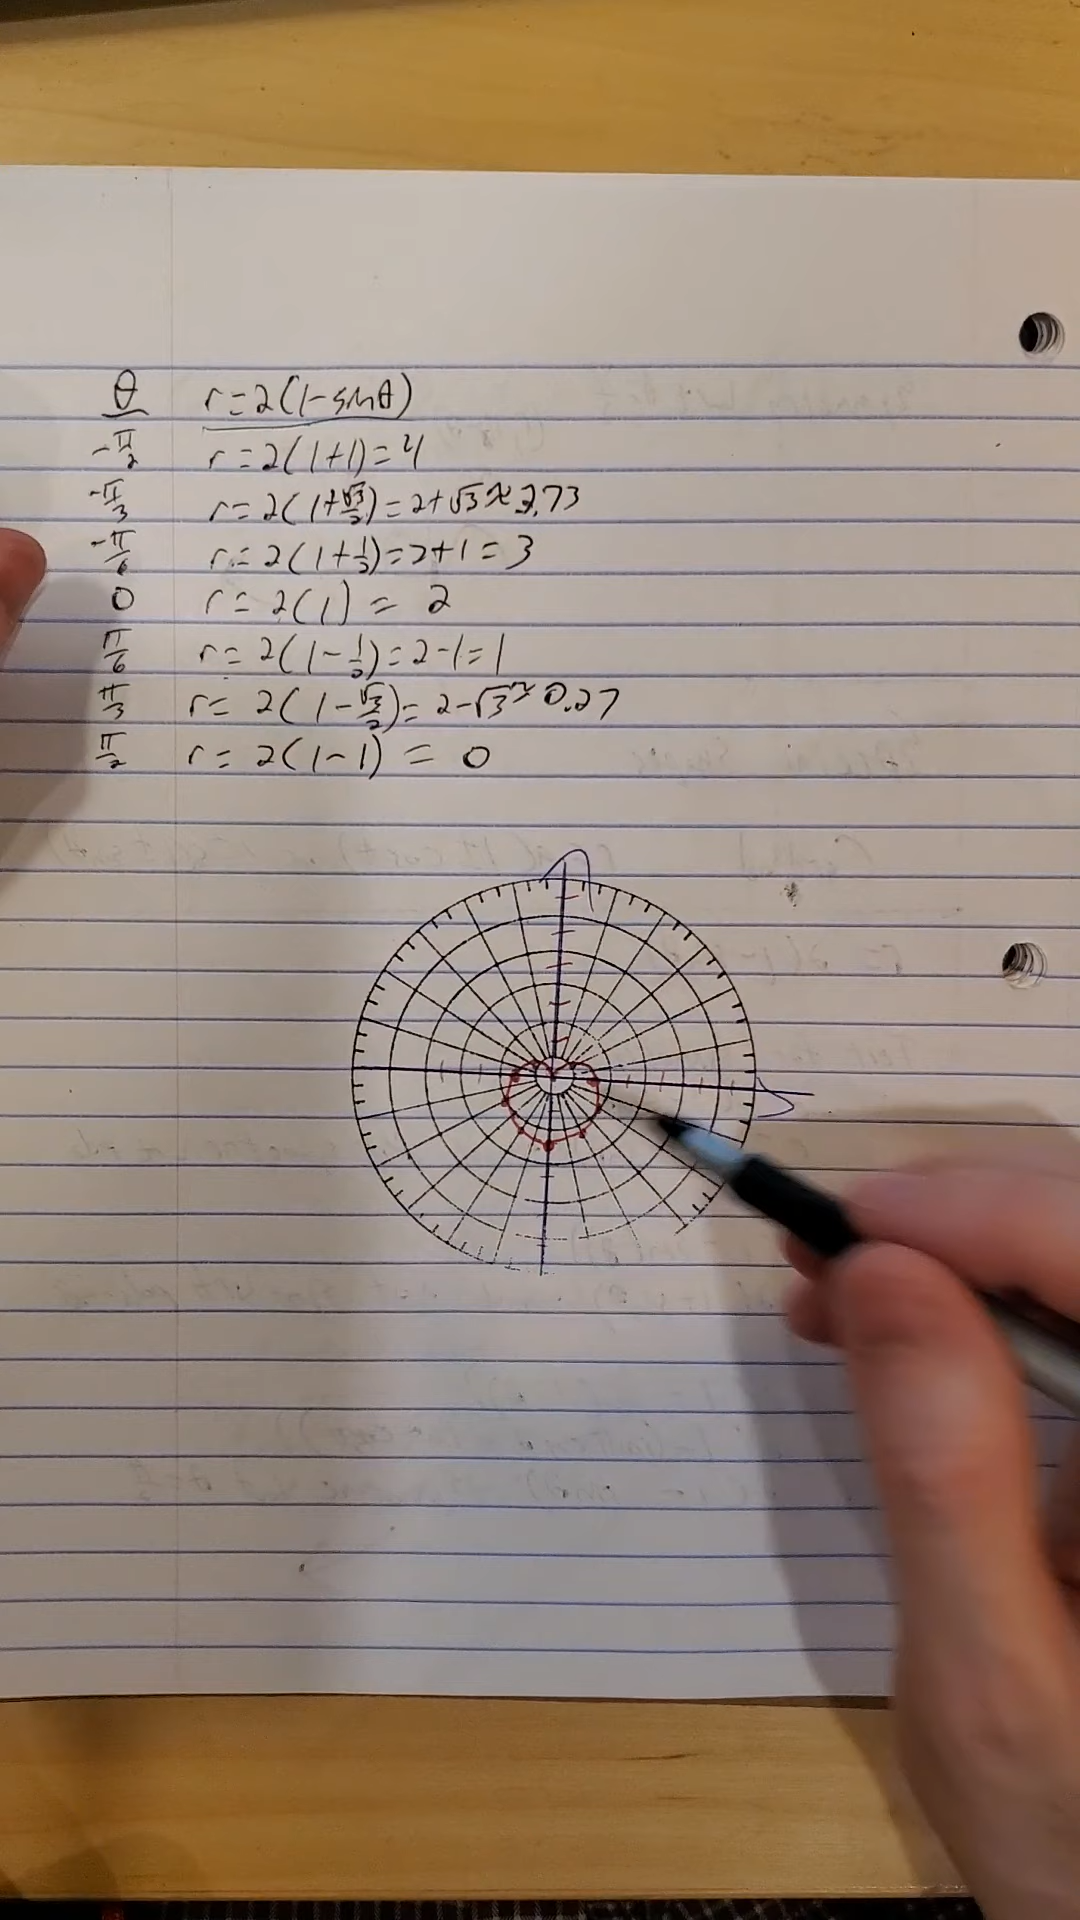 θ r=2(1-sinθ)
-π/2 r=2(1+1)=4
-π/3 r=2(1+√3/2)=2+√3≈3.73
-π/6 r=2(1+1/2)=2+1=3
0 r=2(1)=2
π/6 r=2(1-1/2)=2-1=1
π/3 r=2(1-√3/2)=2-√3≈0.27
π/2 r=2(1-1)=0